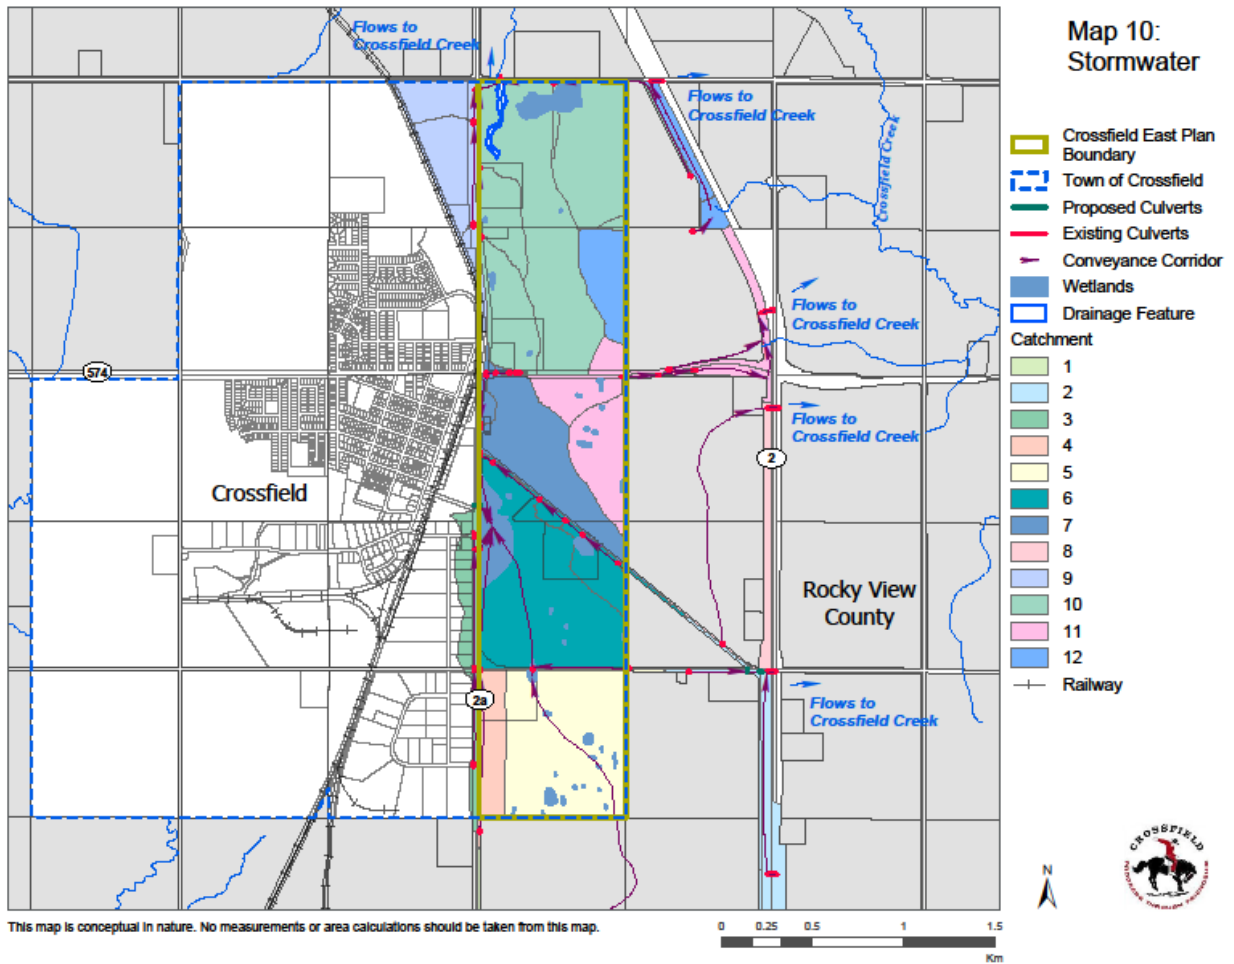 Map 10:
Stormwater
Flows to
Crossfield Creek
Flows to
Crossfield Creek
Crossfield Creek
Flows to
Crossfield Creek
Flows to
Crossfield Creek
Flows to
Crossfield Creek
574
2
2a
Crossfield
Rocky View
County
Crossfield East Plan
Boundary
Town of Crossfield
Proposed Culverts
Existing Culverts
Conveyance Corridor
Wetlands
Drainage Feature
Catchment
1
2
3
4
5
6
7
8
9
10
11
12
Railway
N
CROSSFIELD
This map is conceptual in nature. No measurements or area calculations should be taken from this map.
0 0.25 0.5 1 1.5
Km